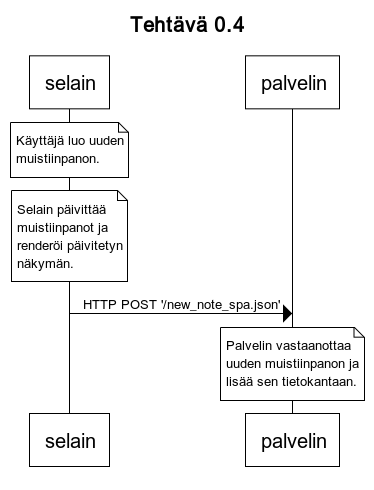 Tehtävä 0.4
selain
palvelin
Käyttäjä luo uuden
muistiinpanon.
Selain päivittää
muistiinpanot ja
renderöi päivitetyn
näkymän.
HTTP POST '/new_note_spa.json'
Palvelin vastaanottaa
uuden muistiinpanon ja
lisää sen tietokantaan.
selain
palvelin